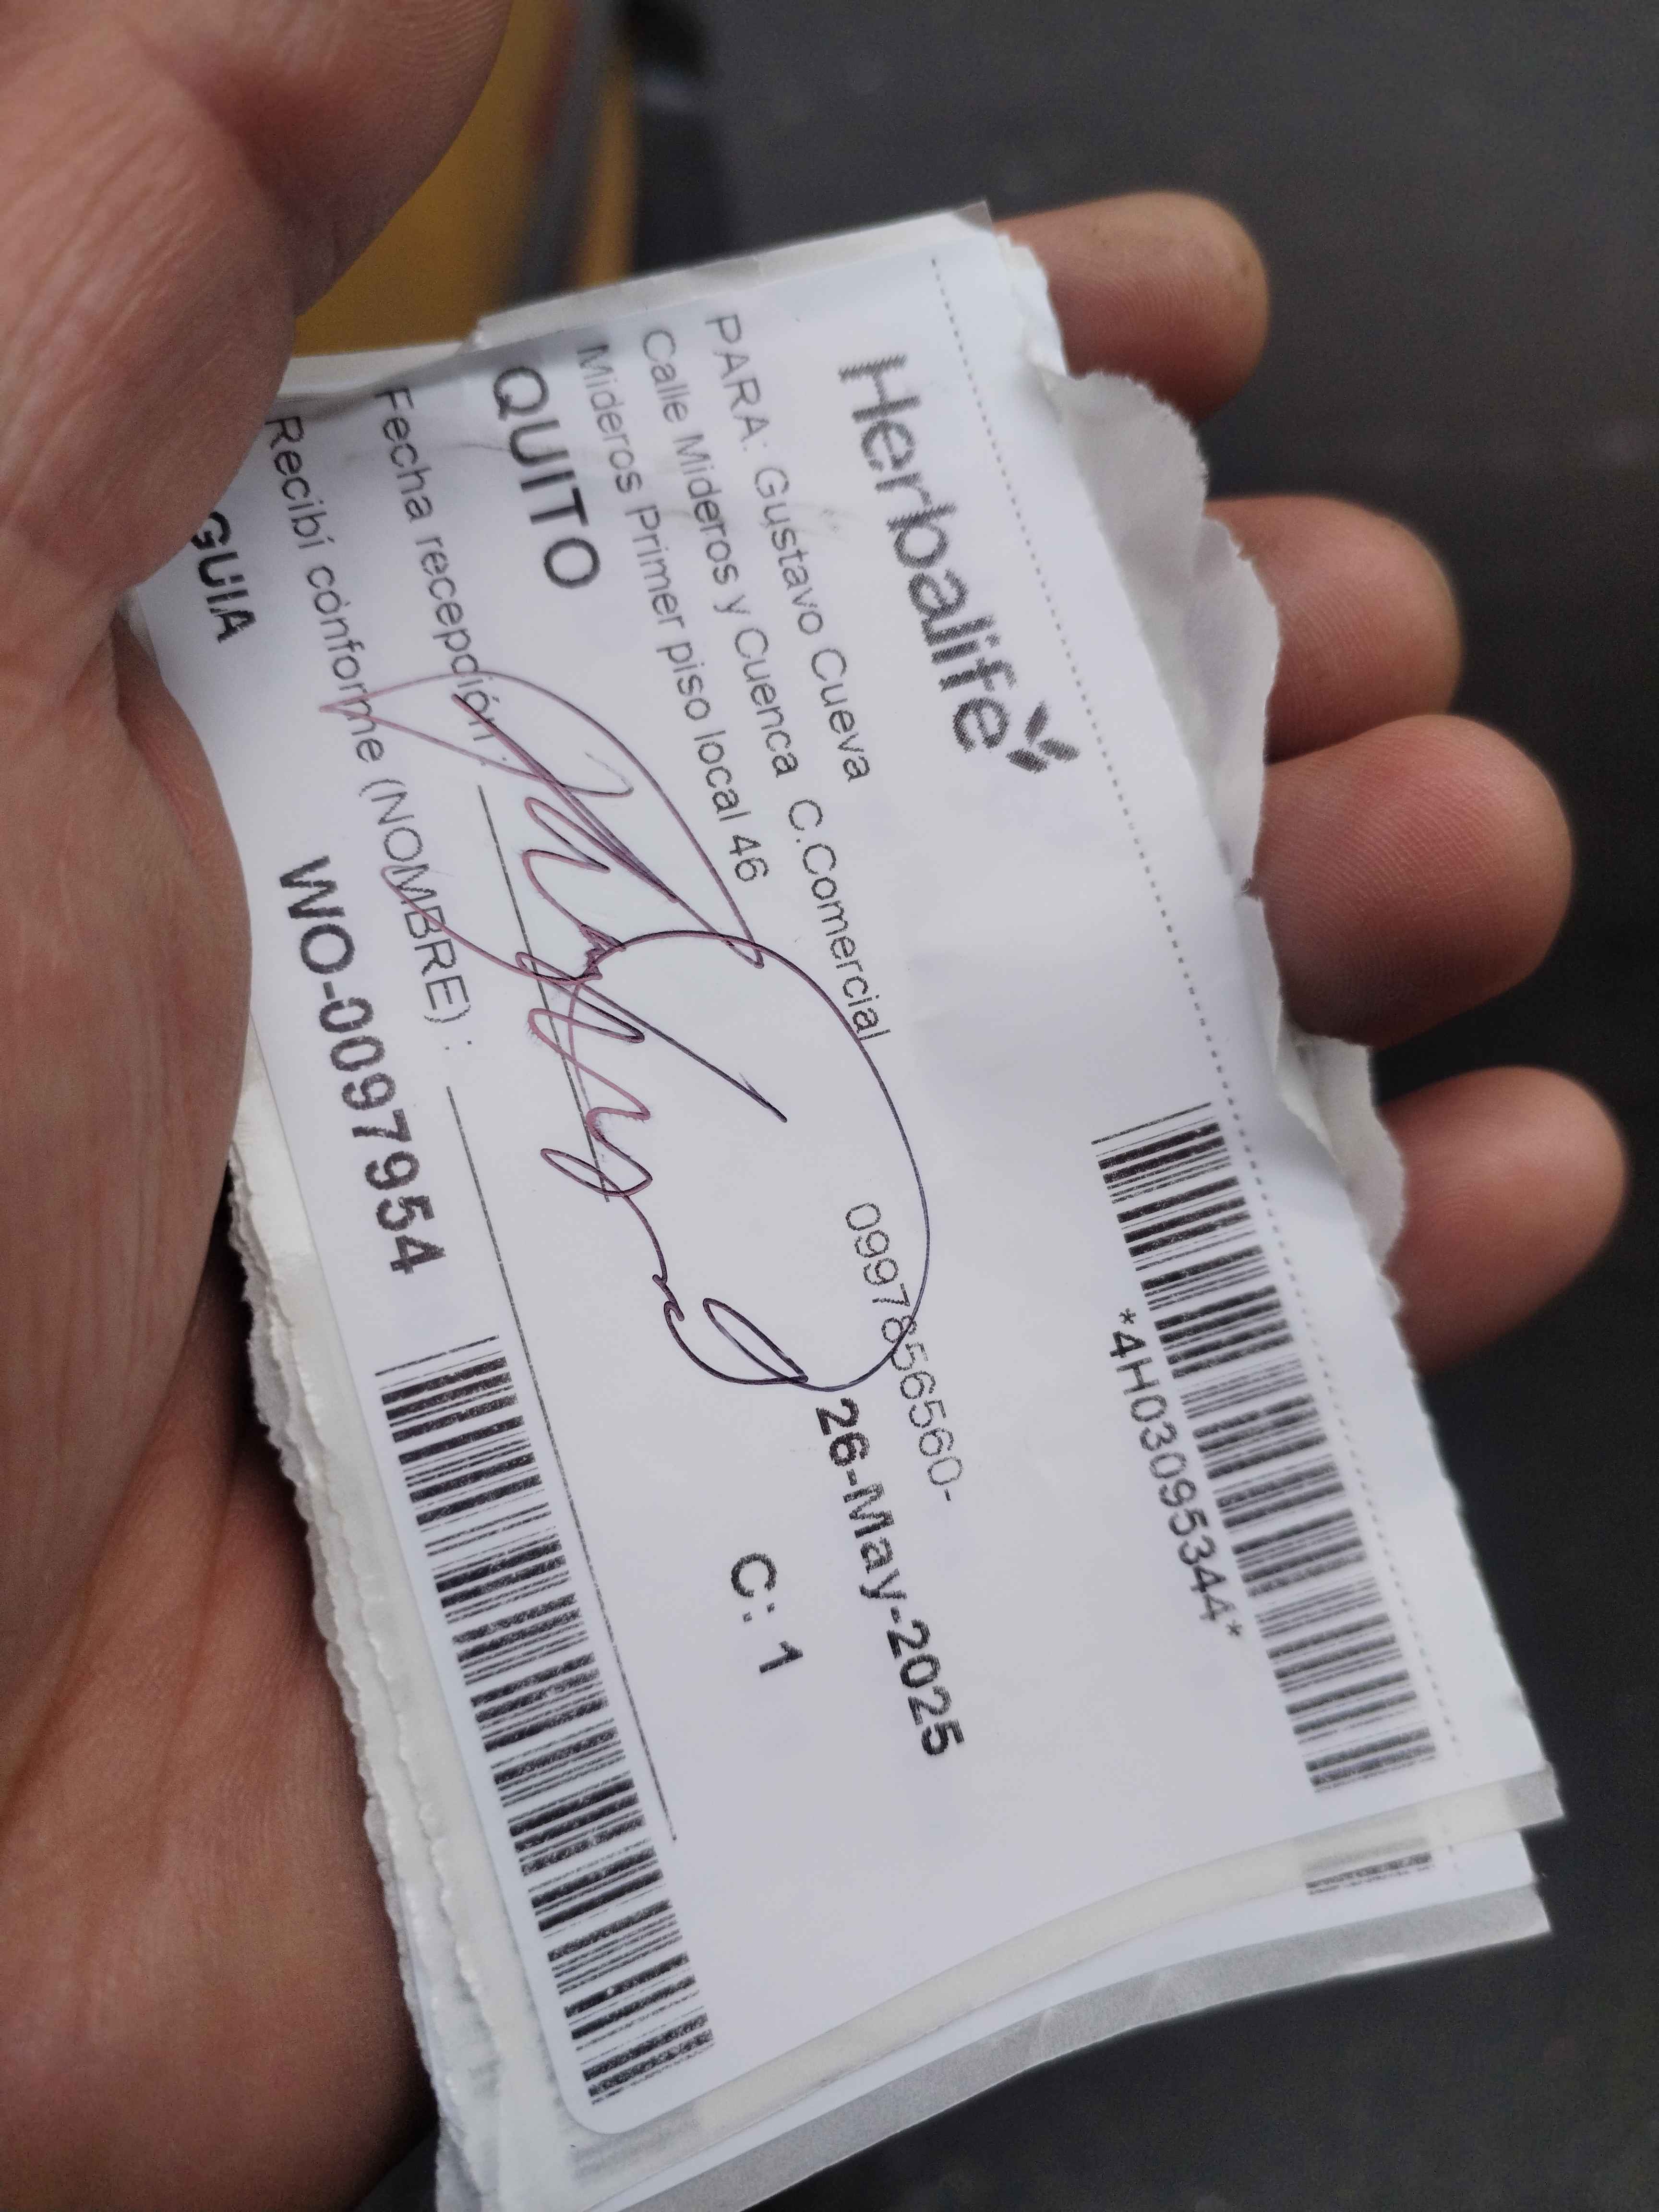 Herbalife
*4H03095344*
PARA: Gustavo Cueva
0997856560-
Calle Mideros y Cuenca C.Comercial
Mideros Primer piso local 46
26-May-2025
QUITO
C: 1
Fecha recepción :
Recibí conforme (NOMBRE) :
GUIA WO-0097954